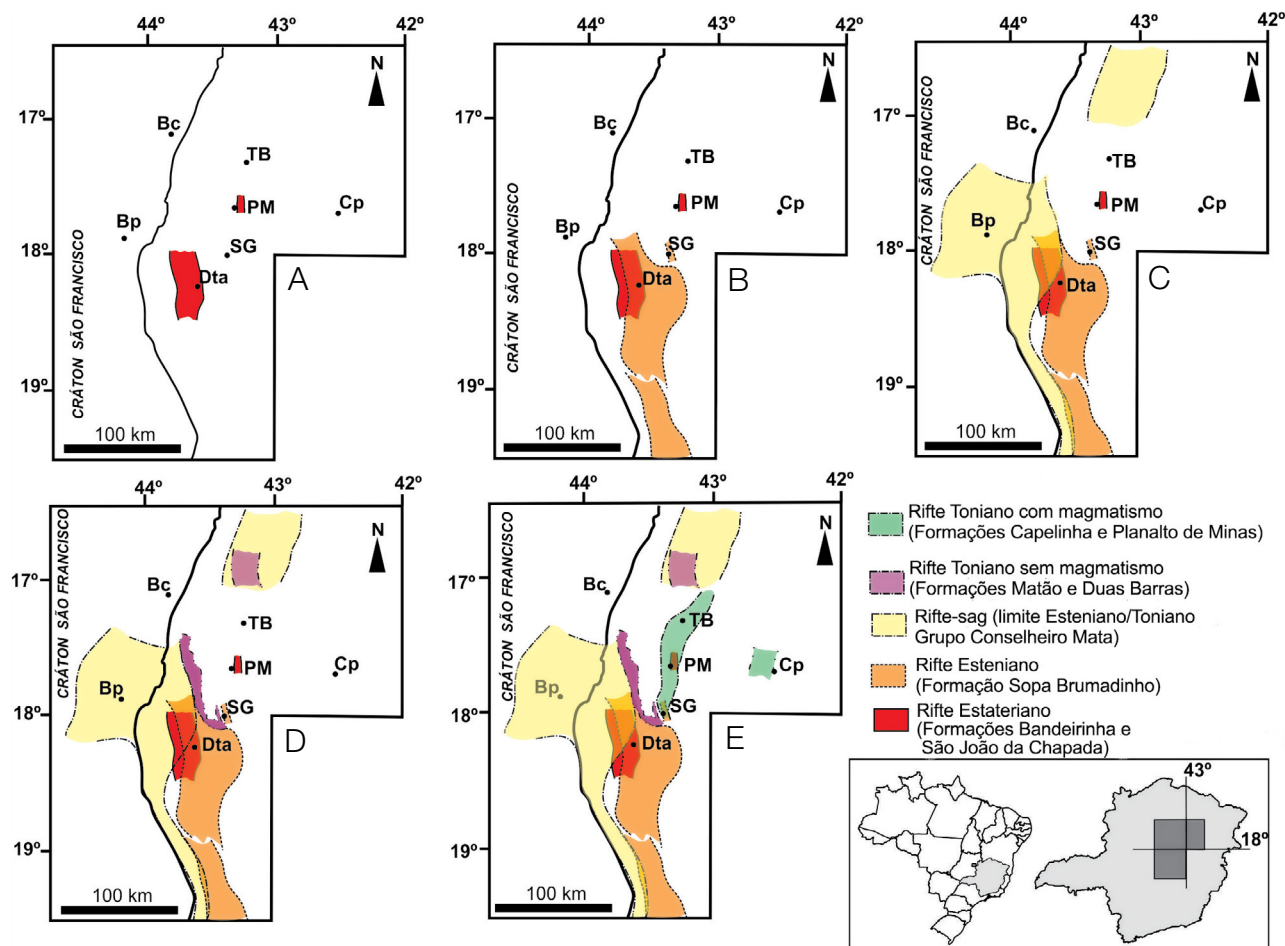 44º 43º 42º
N
17º
18º
19º
CRÁTON SÃO FRANCISCO
Bc
TB
PM
Cp
Bp
SG
Dta
A
100 km
44º 43º 42º
N
17º
18º
19º
CRÁTON SÃO FRANCISCO
Bc
TB
PM
Cp
Bp
SG
Dta
B
100 km
44º 43º 42º
N
17º
18º
19º
CRÁTON SÃO FRANCISCO
Bc
TB
PM
Cp
Bp
SG
Dta
C
100 km
44º 43º 42º
N
17º
18º
19º
CRÁTON SÃO FRANCISCO
Bc
TB
PM
Cp
Bp
SG
Dta
D
100 km
44º 43º 42º
N
17º
18º
19º
CRÁTON SÃO FRANCISCO
Bc
TB
PM
Cp
Bp
SG
Dta
E
100 km
Rifte Toniano com magmatismo
(Formações Capelinha e Planalto de Minas)
Rifte Toniano sem magmatismo
(Formações Matão e Duas Barras)
Rifte-sag (limite Esteniano/Toniano
Grupo Conselheiro Mata)
Rifte Esteniano
(Formação Sopa Brumadinho)
Rifte Estateriano
(Formações Bandeirinha e
São João da Chapada)
43º
18º